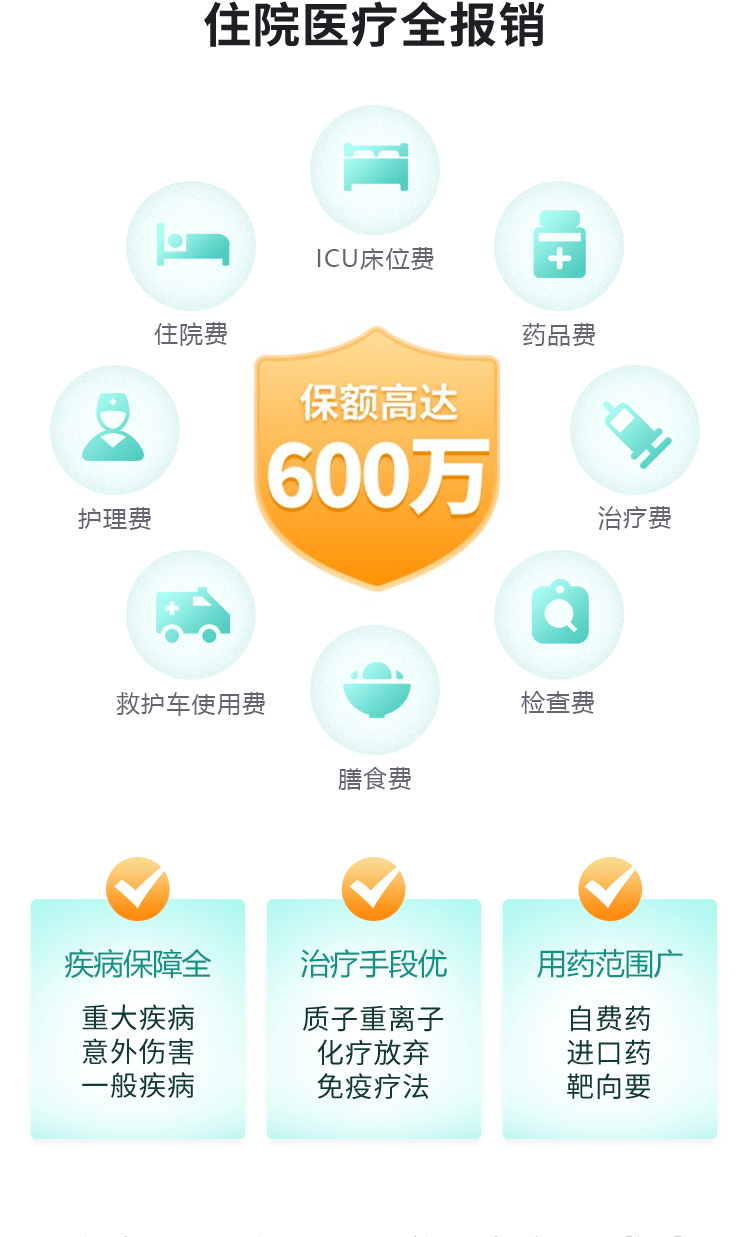 住院医疗全报销
ICU床位费
住院费
药品费
保额高达
600万
护理费
治疗费
救护车使用费
检查费
膳食费
疾病保障全
重大疾病
意外伤害
一般疾病
治疗手段优
质子重离子
化疗放弃
免疫疗法
用药范围广
自费药
进口药
靶向要